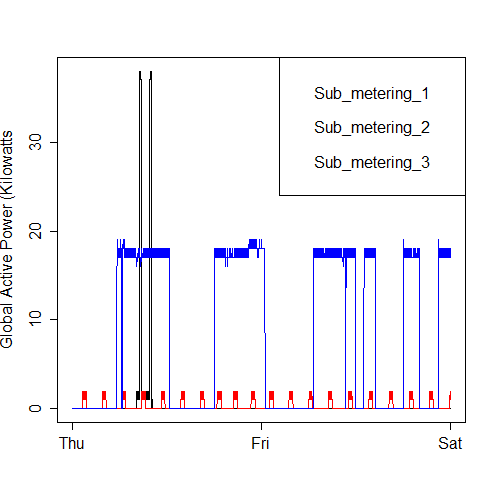 Sub_metering_1
Sub_metering_2
Sub_metering_3
Global Active Power (Kilowatts
30
20
10
0
Thu Fri Sat